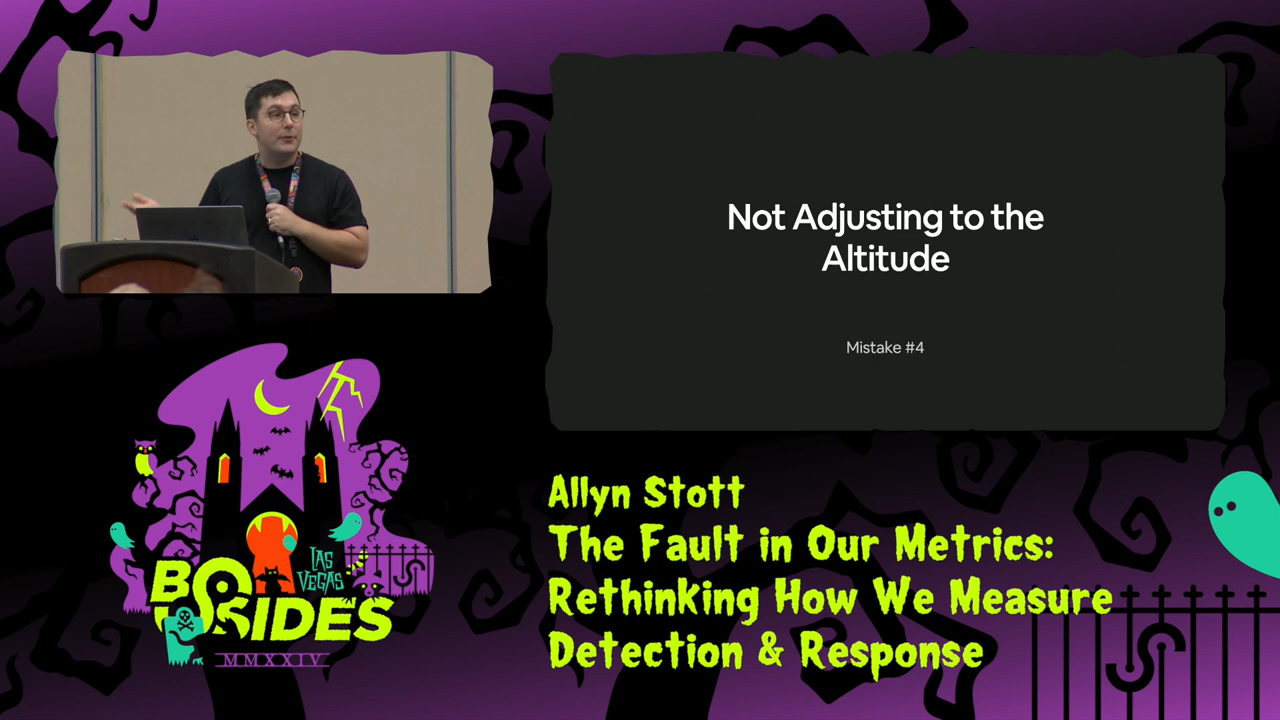 Not Adjusting to the
Altitude
Mistake #4
Allyn Stott
The Fault in Our Metrics:
Rethinking How We Measure
Detection & Response
BSIDES
LAS
VEGAS
MMXXIV